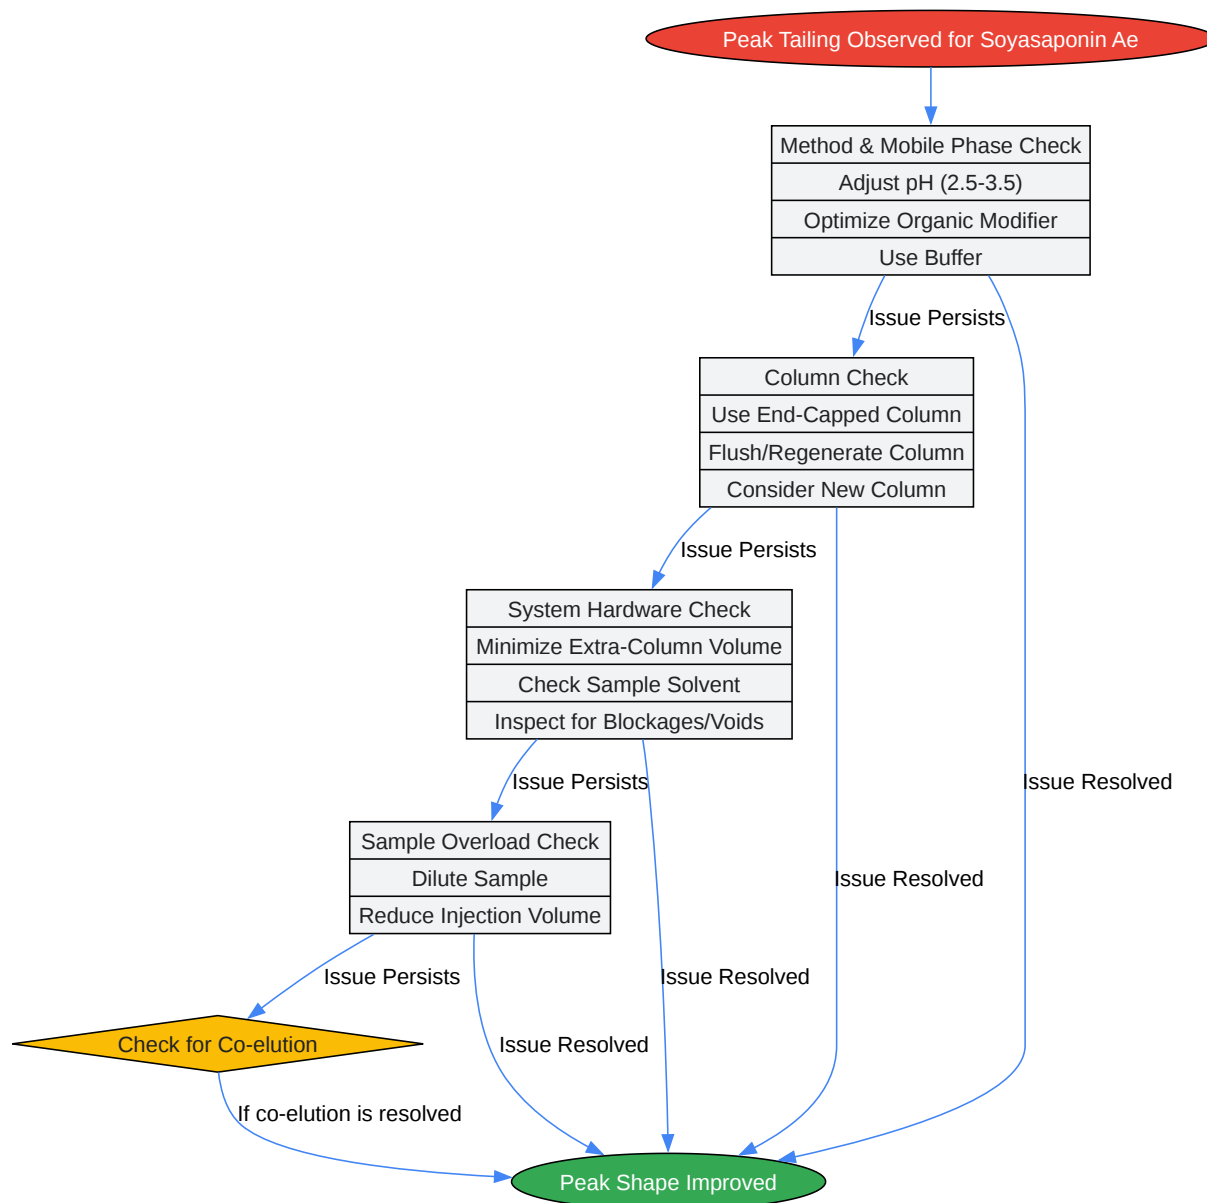 Peak Tailing Observed for Soyasaponin Ae
Method & Mobile Phase Check
Adjust pH (2.5-3.5)
Optimize Organic Modifier
Use Buffer
Issue Persists
Column Check
Use End-Capped Column
Flush/Regenerate Column
Consider New Column
Issue Persists
System Hardware Check
Minimize Extra-Column Volume
Check Sample Solvent
Inspect for Blockages/Voids
Issue Persists
Issue Resolved
Sample Overload Check
Dilute Sample
Reduce Injection Volume
Issue Resolved
Issue Persists
Issue Resolved
Check for Co-elution
Issue Resolved
If co-elution is resolved
Peak Shape Improved